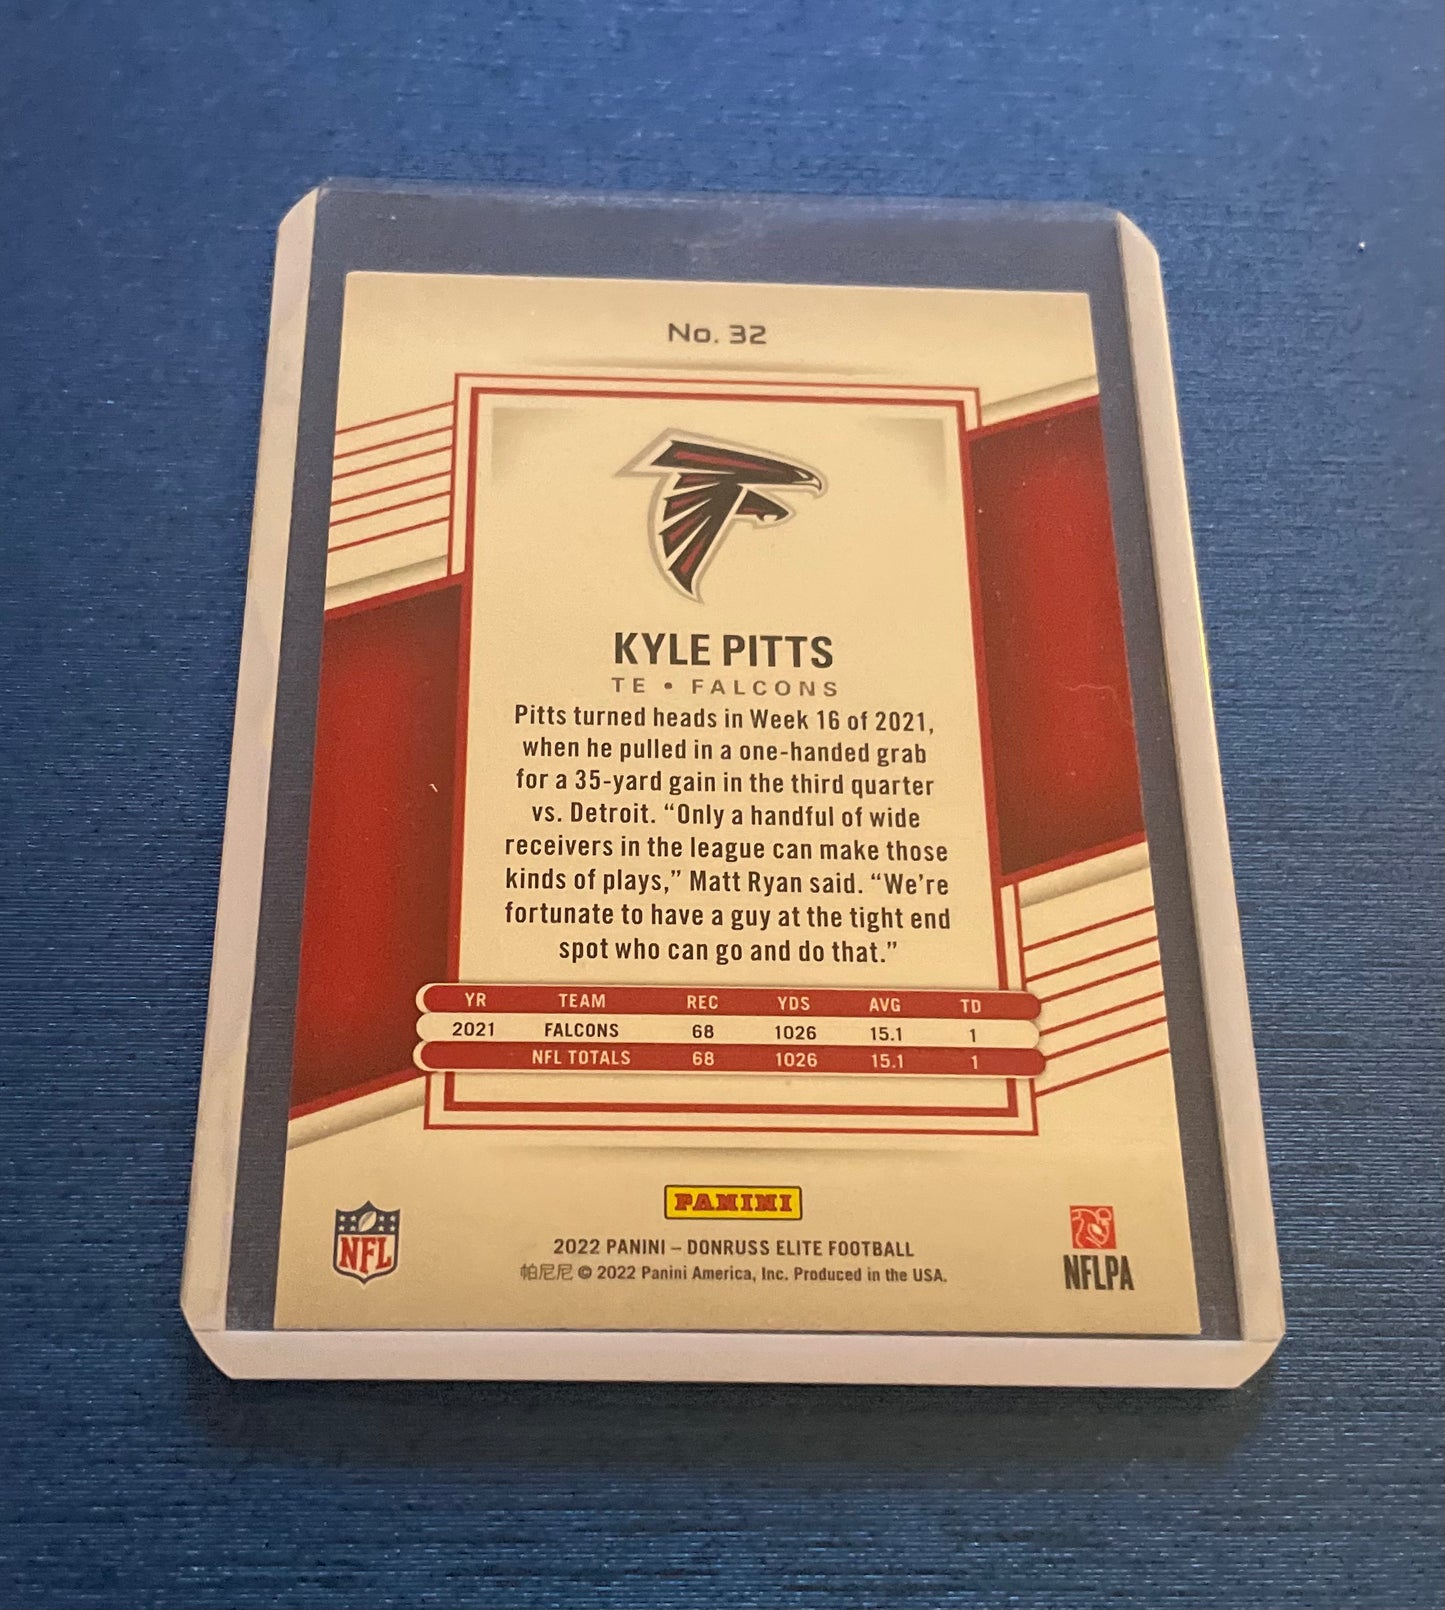 No. 32
KYLE PITTS
TE • FALCONS
Pitts turned heads in Week 16 of 2021,
when he pulled in a one-handed grab
for a 35-yard gain in the third quarter
vs. Detroit. “Only a handful of wide
receivers in the league can make those
kinds of plays,” Matt Ryan said. “We’re
fortunate to have a guy at the tight end
spot who can go and do that.”
YR TEAM REC YDS AVG TD
2021 FALCONS 68 1026 15.1 1
NFL TOTALS 68 1026 15.1 1
PANINI
NFL
2022 PANINI – DONRUSS ELITE FOOTBALL
帕尼尼 © 2022 Panini America, Inc. Produced in the USA.
NFLPA